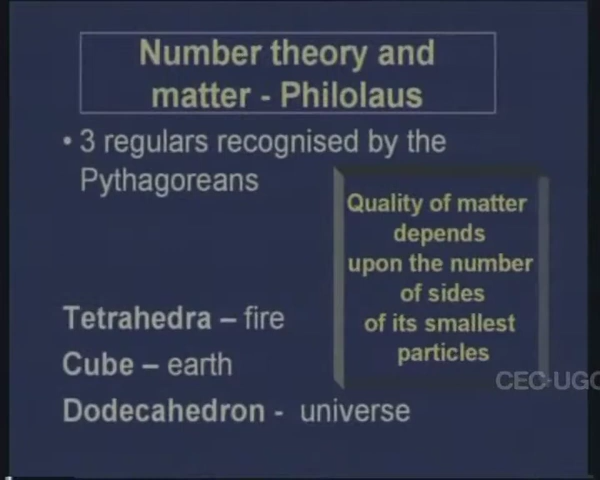 Number theory and
matter - Philolaus
• 3 regulars recognised by the
Pythagoreans
Quality of matter
depends
upon the number
of sides
of its smallest
particles
Tetrahedra – fire
Cube – earth
Dodecahedron - universe
CEC-UGC